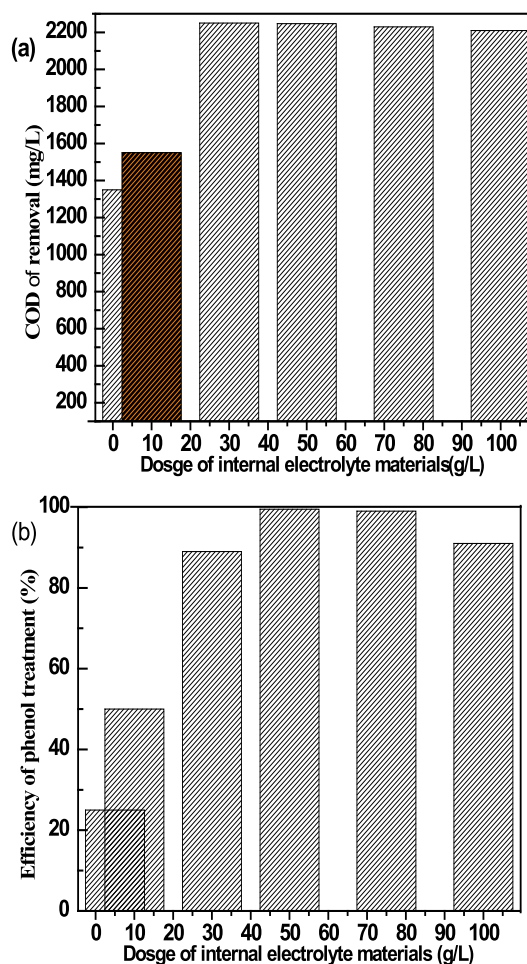 (a)
COD of removal (mg/L)
2200
2000
1800
1600
1400
1200
1000
800
600
400
200
0 10 20 30 40 50 60 70 80 90 100
Dosge of internal electrolyte materials(g/L)
(b)
Efficiency of phenol treatment (%)
100
80
60
40
20
0
0 10 20 30 40 50 60 70 80 90 100
Dosge of internal electrolyte materials (g/L)